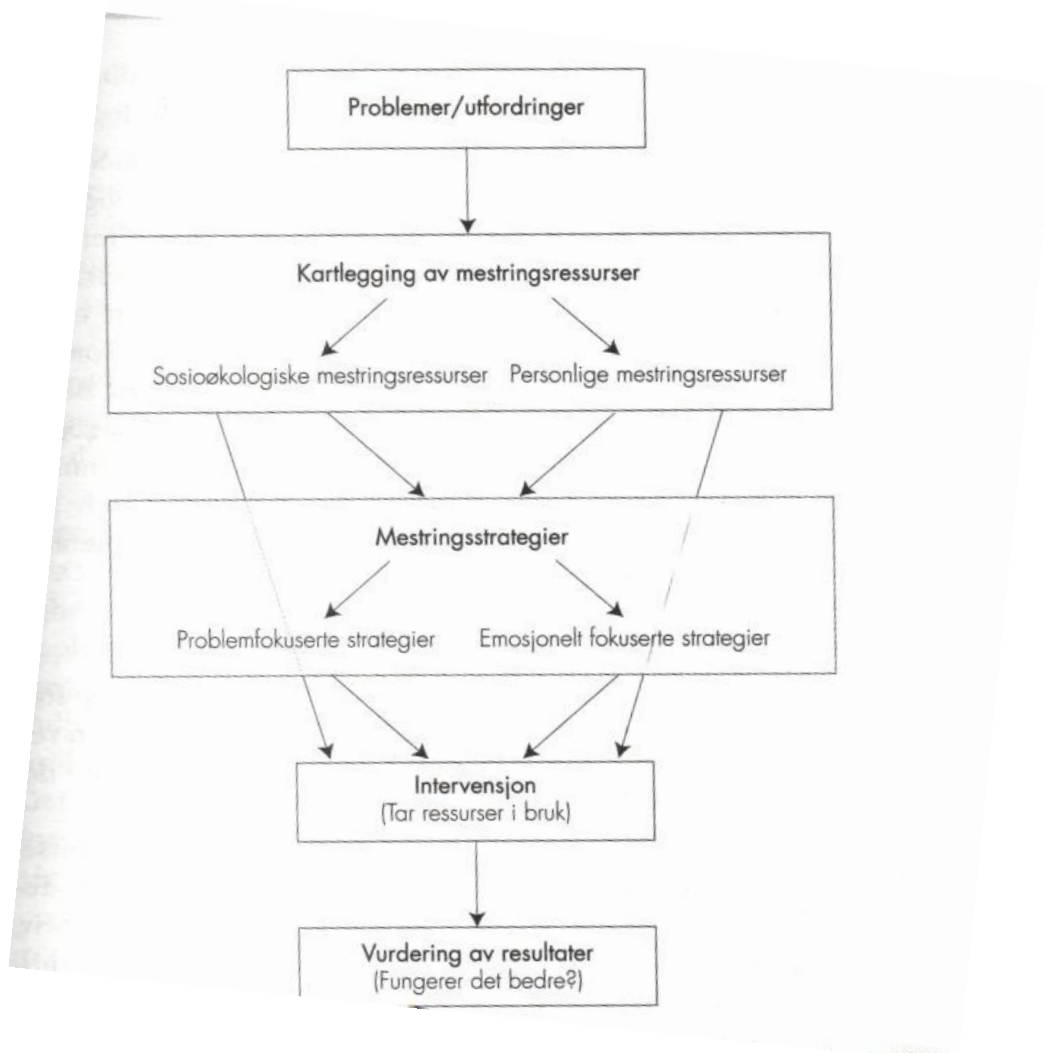 Problemer/utfordringer
Kartlegging av mestringsressurser
Sosioøkologiske mestringsressurser Personlige mestringsressurser
Mestringsstrategier
Problemfokuserte strategier Emosjonelt fokuserte strategier
Intervensjon
(Tar ressurser i bruk)
Vurdering av resultater
(Fungerer det bedre?)